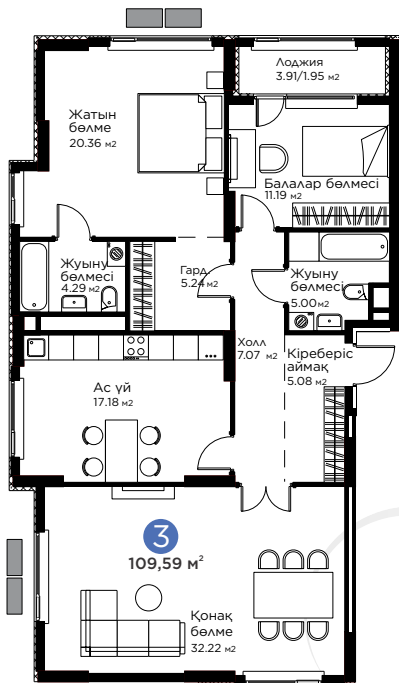 Лоджия
3.91/1.95 м2
Жатын
бөлме
20.36 м2
Балалар бөлмесі
11.19 м2
Жуыну
бөлмесі
4.29 м2
Гард.
5.24 м2
Жуыну
бөлмесі
5.00 м2
Холл
7.07 м2
Кіреберіс
аймақ
5.08 м2
Ас үй
17.18 м2
3
109,59 м²
Қонақ
бөлме
32.22 м2